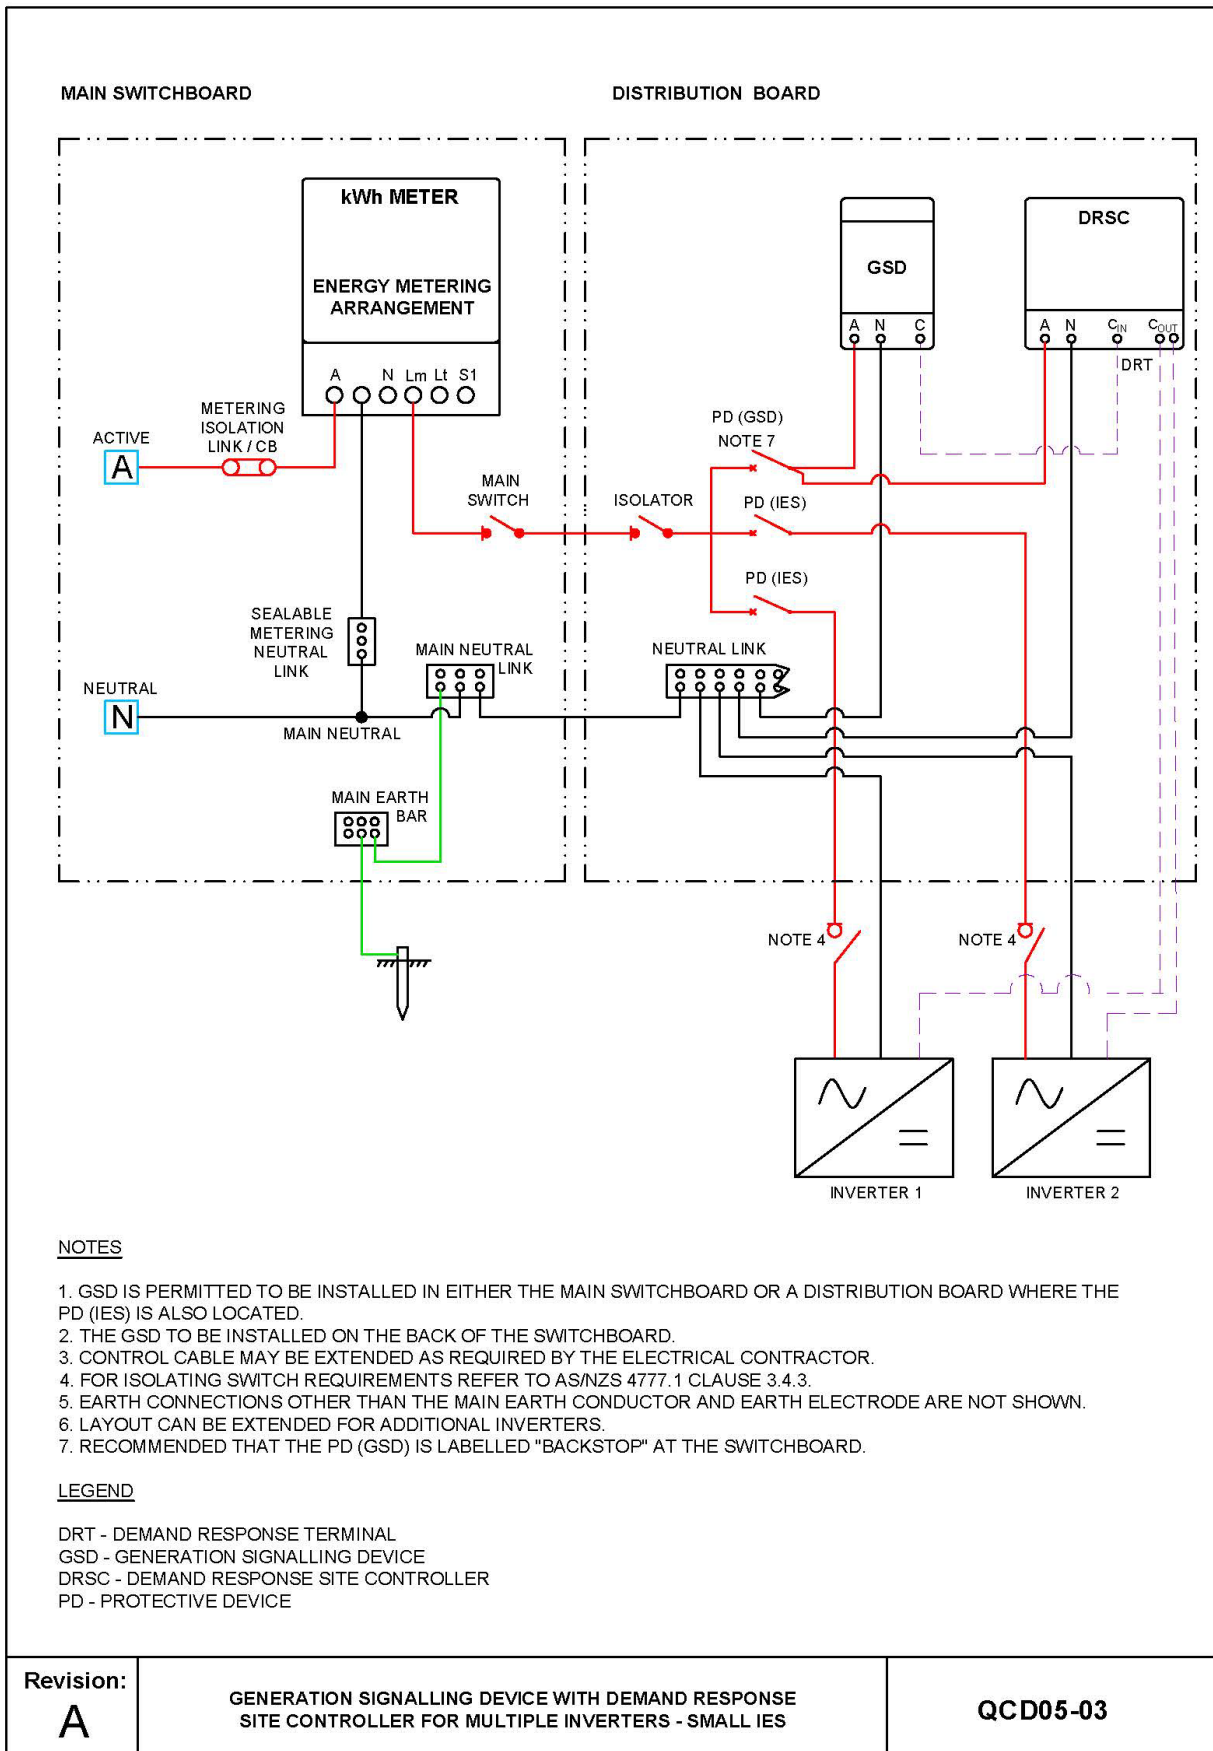 MAIN SWITCHBOARD
DISTRIBUTION BOARD
kWh METER
ENERGY METERING
ARRANGEMENT
A N Lm Lt S1
GSD
A N C
DRSC
A N CIN COUT
DRT
METERING
ISOLATION
LINK / CB
ACTIVE
A
PD (GSD)
NOTE 7
MAIN
SWITCH
ISOLATOR
PD (IES)
PD (IES)
SEALABLE
METERING
NEUTRAL
LINK
MAIN NEUTRAL
LINK
NEUTRAL LINK
NEUTRAL
N
MAIN NEUTRAL
MAIN EARTH
BAR
NOTE 4
NOTE 4
INVERTER 1
INVERTER 2
NOTES
1. GSD IS PERMITTED TO BE INSTALLED IN EITHER THE MAIN SWITCHBOARD OR A DISTRIBUTION BOARD WHERE THE
PD (IES) IS ALSO LOCATED.
2. THE GSD TO BE INSTALLED ON THE BACK OF THE SWITCHBOARD.
3. CONTROL CABLE MAY BE EXTENDED AS REQUIRED BY THE ELECTRICAL CONTRACTOR.
4. FOR ISOLATING SWITCH REQUIREMENTS REFER TO AS/NZS 4777.1 CLAUSE 3.4.3.
5. EARTH CONNECTIONS OTHER THAN THE MAIN EARTH CONDUCTOR AND EARTH ELECTRODE ARE NOT SHOWN.
6. LAYOUT CAN BE EXTENDED FOR ADDITIONAL INVERTERS.
7. RECOMMENDED THAT THE PD (GSD) IS LABELLED "BACKSTOP" AT THE SWITCHBOARD.
LEGEND
DRT - DEMAND RESPONSE TERMINAL
GSD - GENERATION SIGNALLING DEVICE
DRSC - DEMAND RESPONSE SITE CONTROLLER
PD - PROTECTIVE DEVICE
Revision:
A
GENERATION SIGNALLING DEVICE WITH DEMAND RESPONSE
SITE CONTROLLER FOR MULTIPLE INVERTERS - SMALL IES
QCD05-03